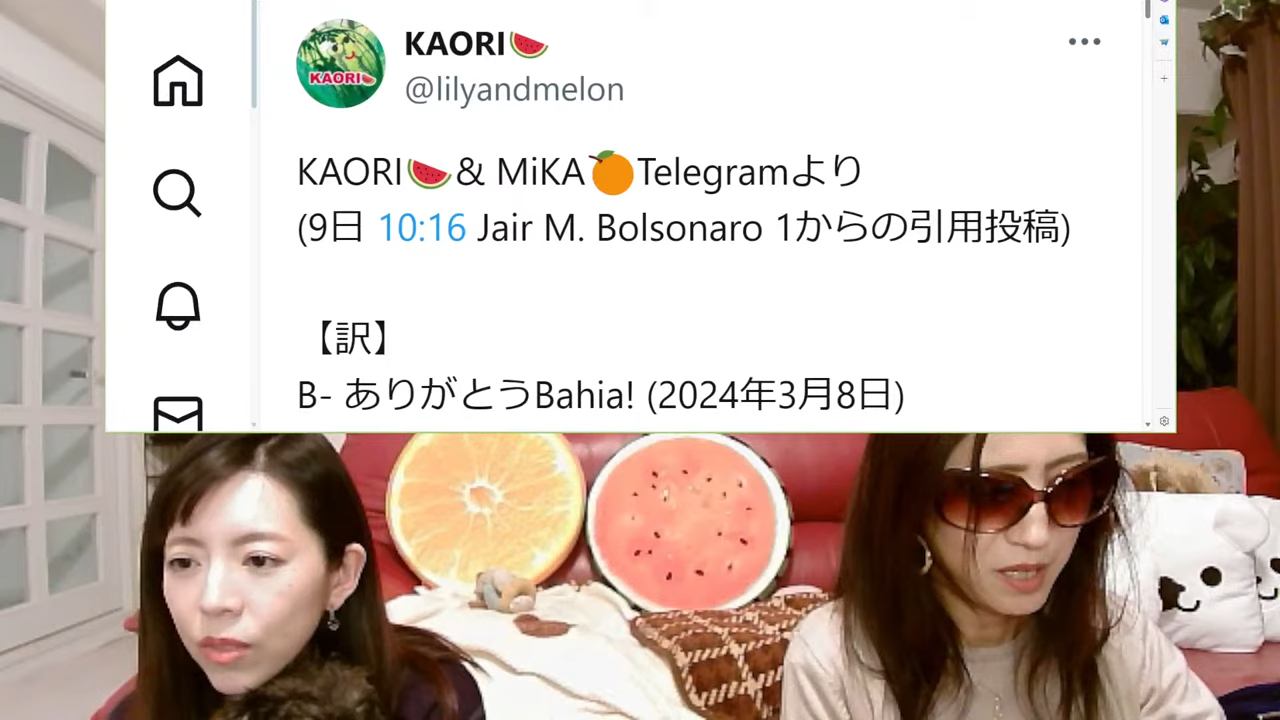 KAORI🍉
@lilyandmelon
KAORI🍉
KAORI🍉& MiKA🍊Telegramより
(9日 10:16 Jair M. Bolsonaro 1からの引用投稿)
【訳】
B- ありがとうBahia! (2024年3月8日)